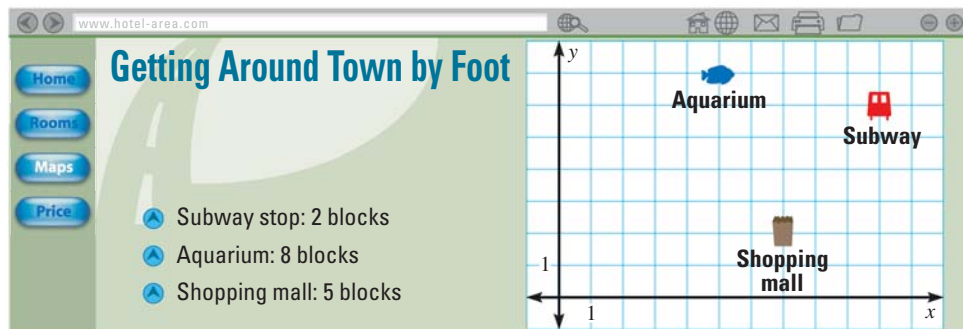 www.hotel-area.com
Home
Rooms
Maps
Price
Getting Around Town by Foot
Subway stop: 2 blocks
Aquarium: 8 blocks
Shopping mall: 5 blocks
y
Aquarium
Subway
Shopping
mall
1
1
x